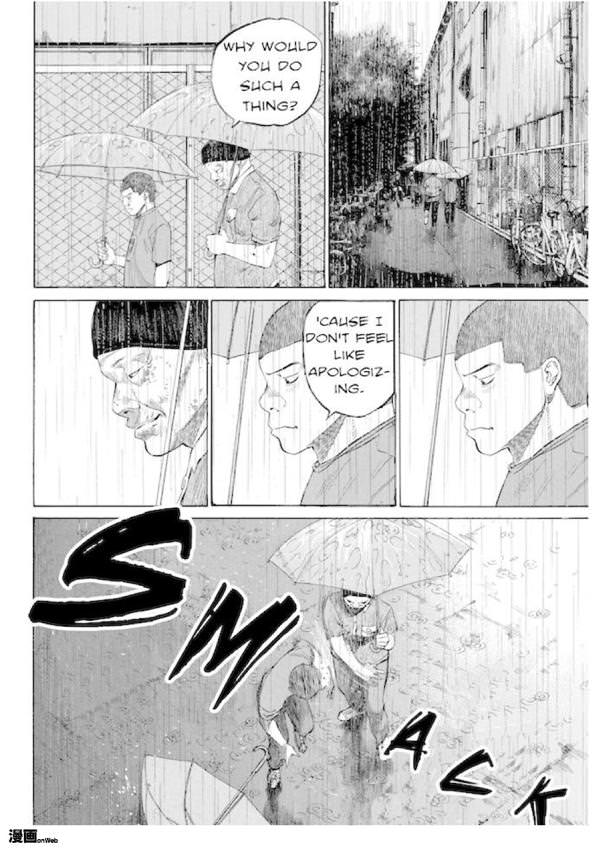 WHY WOULD
YOU DO
SUCH A
THING?
'CAUSE I
DON'T FEEL
LIKE
APOLOGIZ-
ING.
SMACK
漫画onWeb